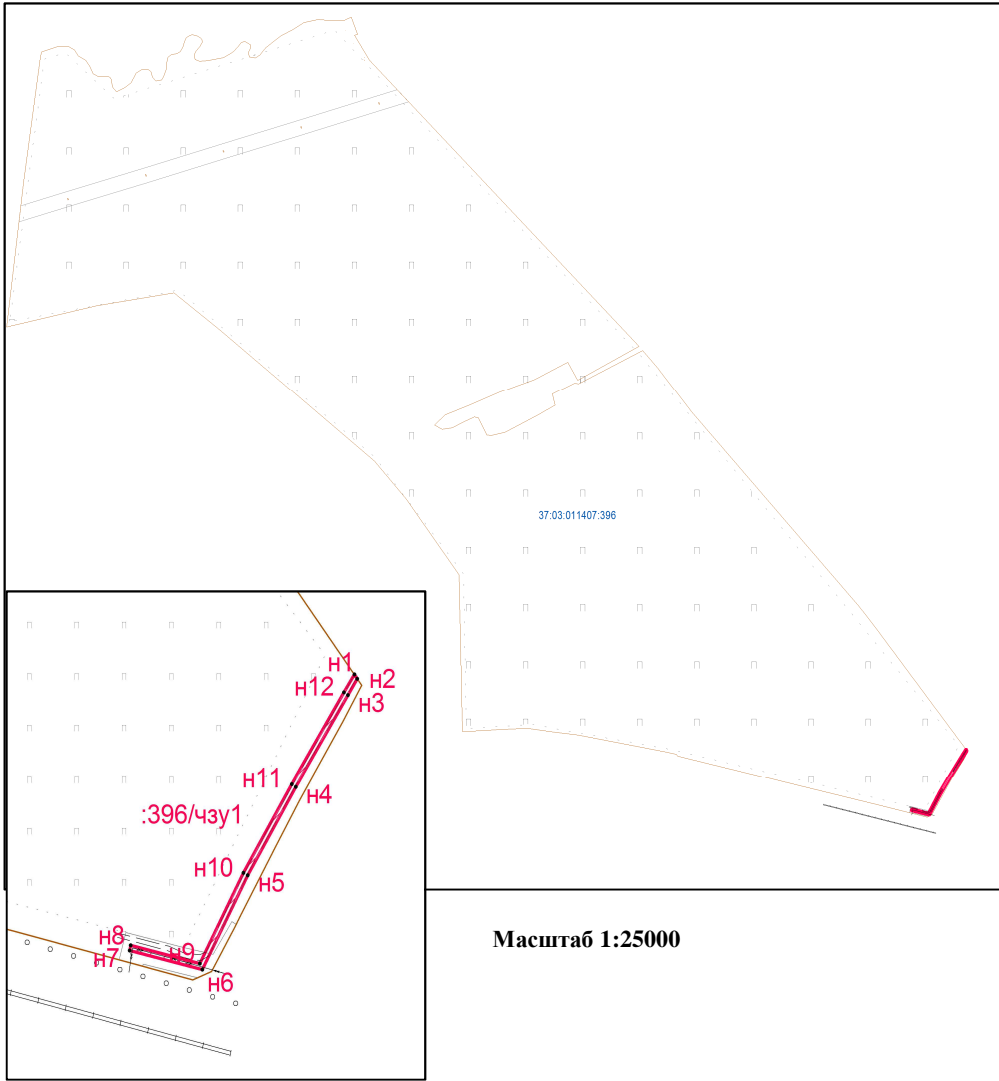 37:03:011407:396
н1
н2
н12
н3
н11
н4
:396/чзу1
н10
н5
н8
н9
н7
н6
Масштаб 1:25000